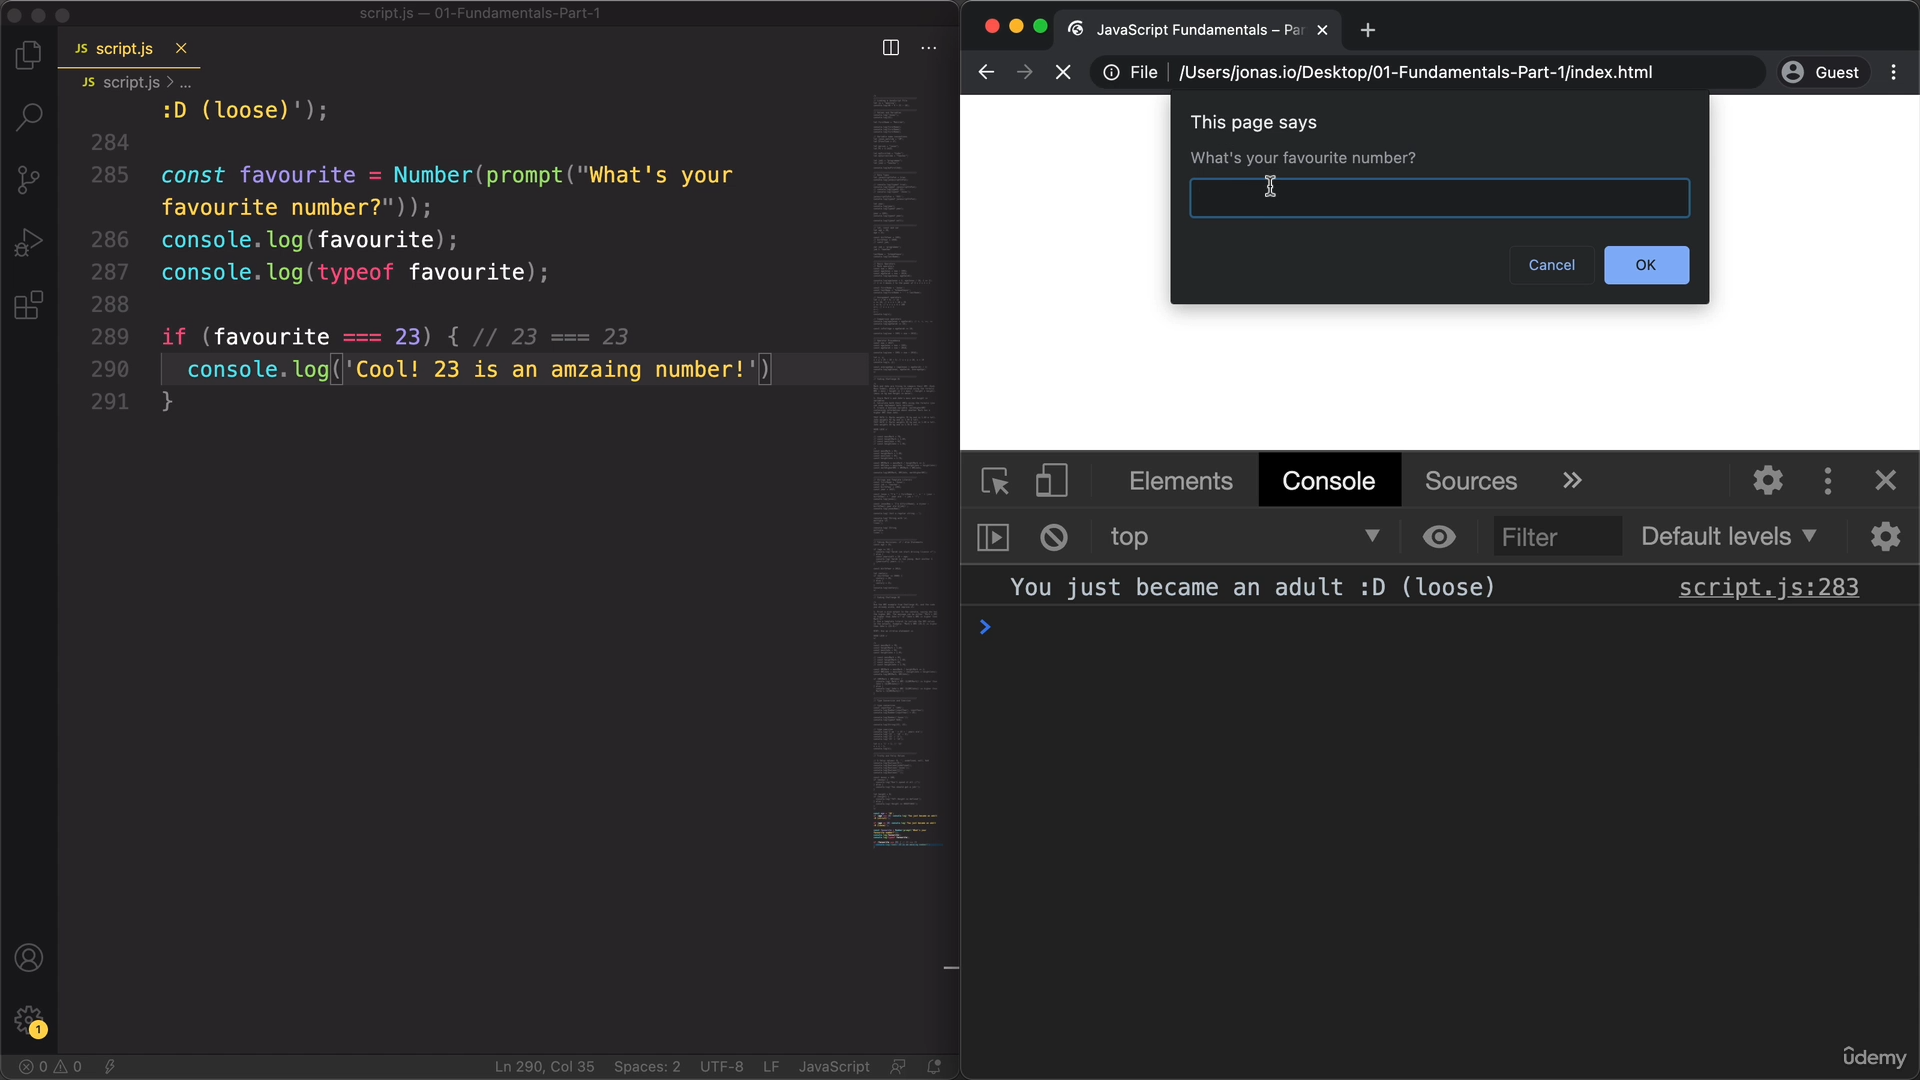 script.js — 01-Fundamentals-Part-1
JS script.js
JS script.js > ...
:D (loose)');
284
285 const favourite = Number(prompt("What's your
favourite number?"));
286 console.log(favourite);
287 console.log(typeof favourite);
288
289 if (favourite === 23) { // 23 === 23
290 console.log('Cool! 23 is an amzaing number!')
291 }
1
0 0
Ln 290, Col 35 Spaces: 2 UTF-8 LF JavaScript
JavaScript Fundamentals – Par
File /Users/jonas.io/Desktop/01-Fundamentals-Part-1/index.html
Guest
This page says
What's your favourite number?
Cancel OK
Elements Console Sources »
top Filter Default levels
You just became an adult :D (loose) script.js:283
>
ûdemy